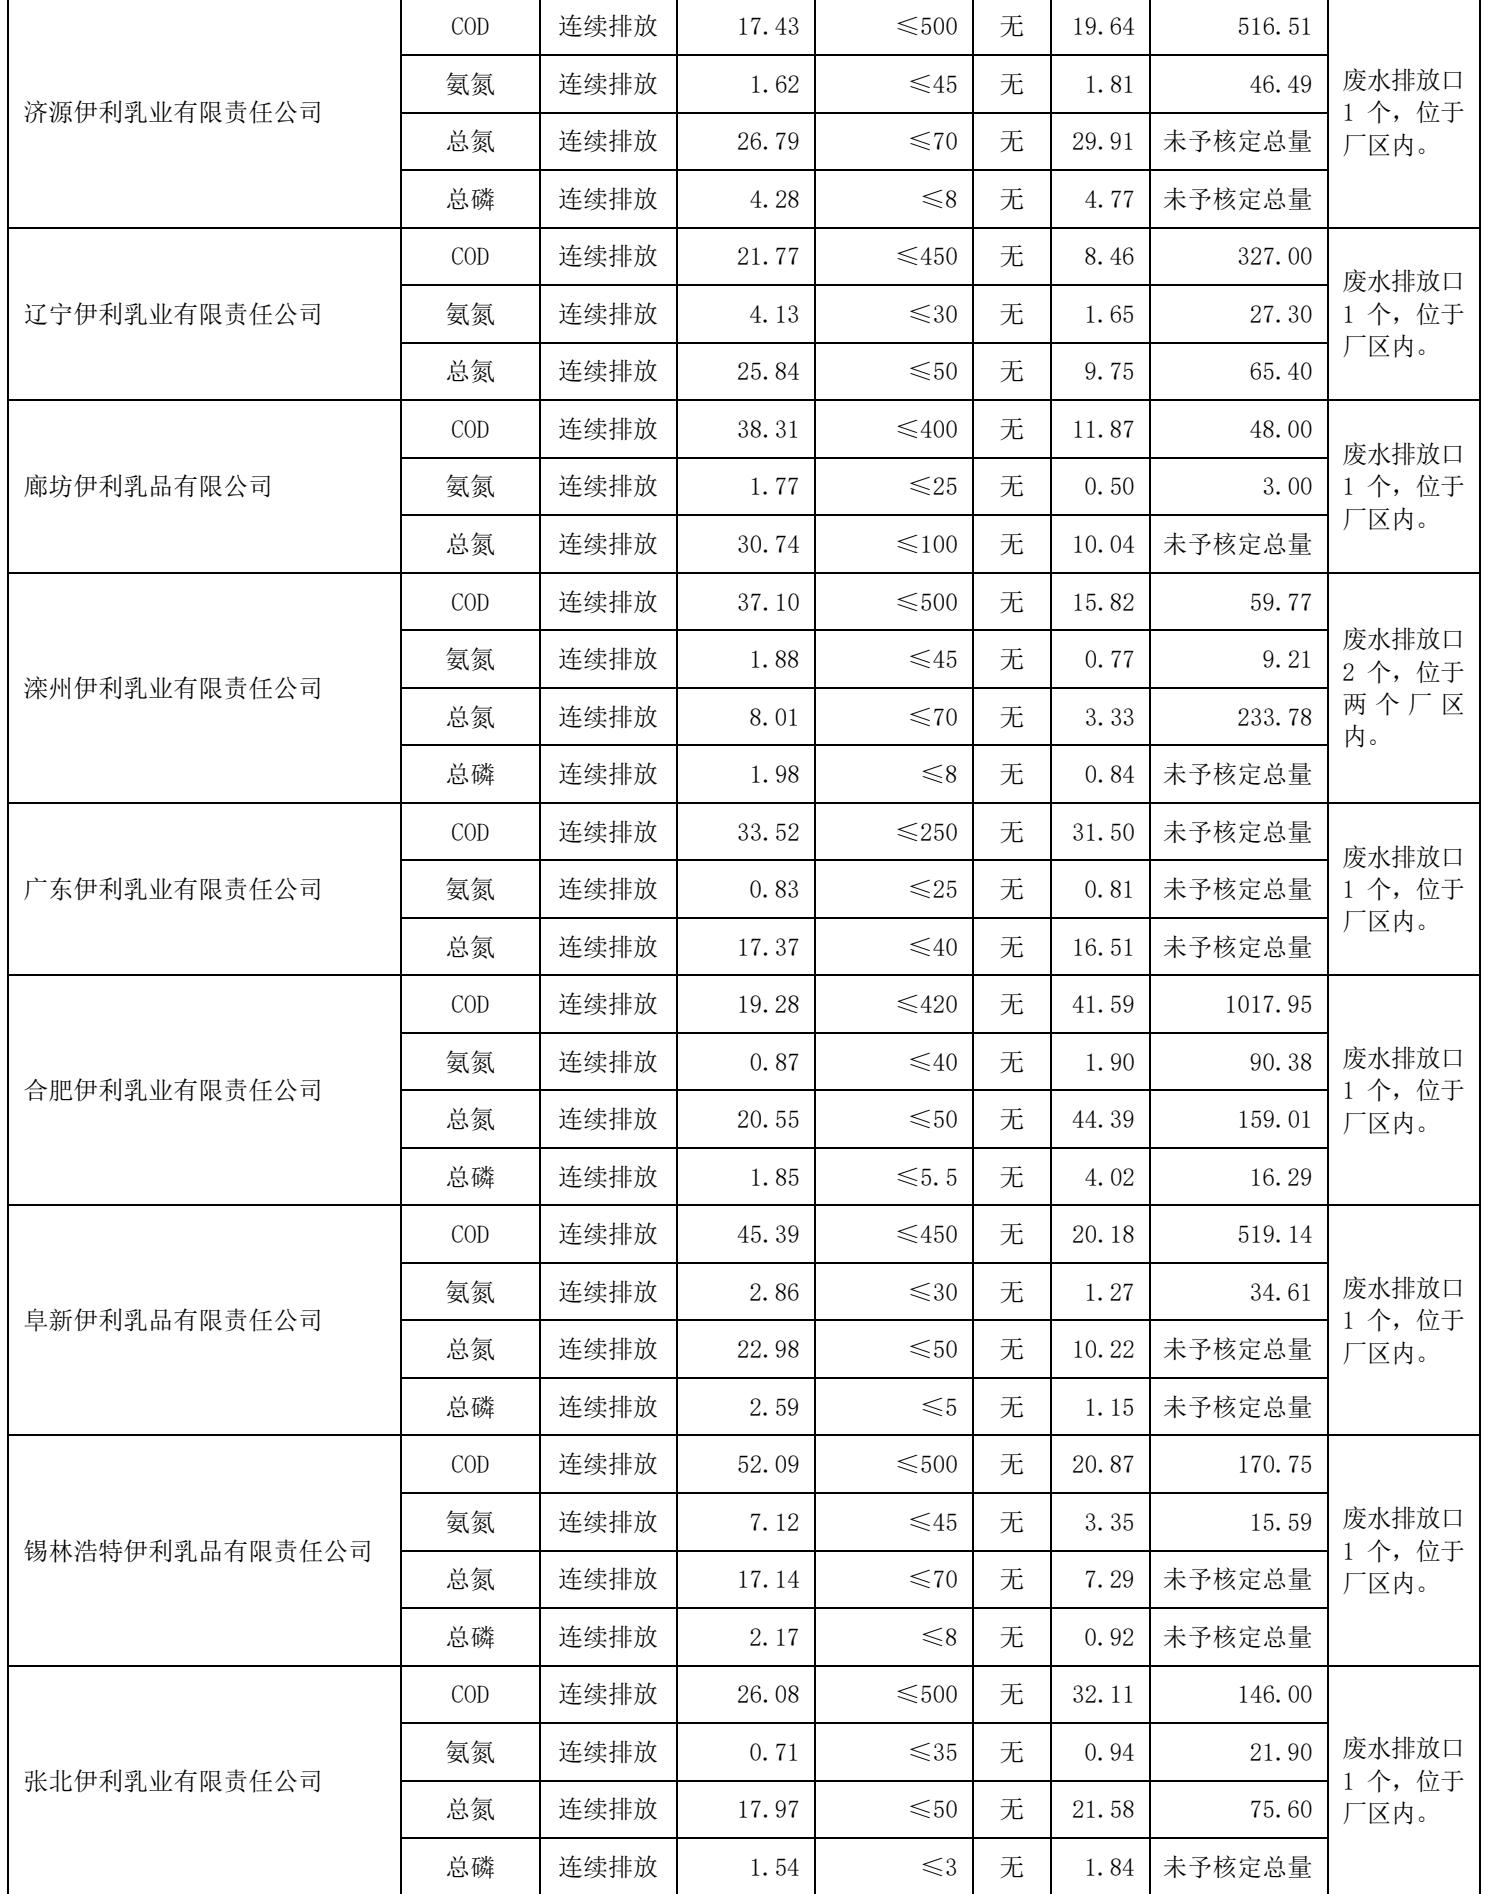 COD 连续排放 17.43 ≤500 无 19.64 516.51
济源伊利乳业有限责任公司
氨氮 连续排放 1.62 ≤45 无 1.81 46.49
总氮 连续排放 26.79 ≤70 无 29.91 未予核定总量
总磷 连续排放 4.28 ≤8 无 4.77 未予核定总量
废水排放口
1 个，位于
厂区内。
辽宁伊利乳业有限责任公司
COD 连续排放 21.77 ≤450 无 8.46 327.00
氨氮 连续排放 4.13 ≤30 无 1.65 27.30
总氮 连续排放 25.84 ≤50 无 9.75 65.40
废水排放口
1 个，位于
厂区内。
廊坊伊利乳品有限公司
COD 连续排放 38.31 ≤400 无 11.87 48.00
氨氮 连续排放 1.77 ≤25 无 0.50 3.00
总氮 连续排放 30.74 ≤100 无 10.04 未予核定总量
废水排放口
1 个，位于
厂区内。
滦州伊利乳业有限责任公司
COD 连续排放 37.10 ≤500 无 15.82 59.77
氨氮 连续排放 1.88 ≤45 无 0.77 9.21
总氮 连续排放 8.01 ≤70 无 3.33 233.78
总磷 连续排放 1.98 ≤8 无 0.84 未予核定总量
废水排放口
2 个，位于
两个厂区
内。
广东伊利乳业有限责任公司
COD 连续排放 33.52 ≤250 无 31.50 未予核定总量
氨氮 连续排放 0.83 ≤25 无 0.81 未予核定总量
总氮 连续排放 17.37 ≤40 无 16.51 未予核定总量
废水排放口
1 个，位于
厂区内。
合肥伊利乳业有限责任公司
COD 连续排放 19.28 ≤420 无 41.59 1017.95
氨氮 连续排放 0.87 ≤40 无 1.90 90.38
总氮 连续排放 20.55 ≤50 无 44.39 159.01
总磷 连续排放 1.85 ≤5.5 无 4.02 16.29
废水排放口
1 个，位于
厂区内。
阜新伊利乳品有限责任公司
COD 连续排放 45.39 ≤450 无 20.18 519.14
氨氮 连续排放 2.86 ≤30 无 1.27 34.61
总氮 连续排放 22.98 ≤50 无 10.22 未予核定总量
总磷 连续排放 2.59 ≤5 无 1.15 未予核定总量
废水排放口
1 个，位于
厂区内。
锡林浩特伊利乳品有限责任公司
COD 连续排放 52.09 ≤500 无 20.87 170.75
氨氮 连续排放 7.12 ≤45 无 3.35 15.59
总氮 连续排放 17.14 ≤70 无 7.29 未予核定总量
总磷 连续排放 2.17 ≤8 无 0.92 未予核定总量
废水排放口
1 个，位于
厂区内。
张北伊利乳业有限责任公司
COD 连续排放 26.08 ≤500 无 32.11 146.00
氨氮 连续排放 0.71 ≤35 无 0.94 21.90
总氮 连续排放 17.97 ≤50 无 21.58 75.60
总磷 连续排放 1.54 ≤3 无 1.84 未予核定总量
废水排放口
1 个，位于
厂区内。